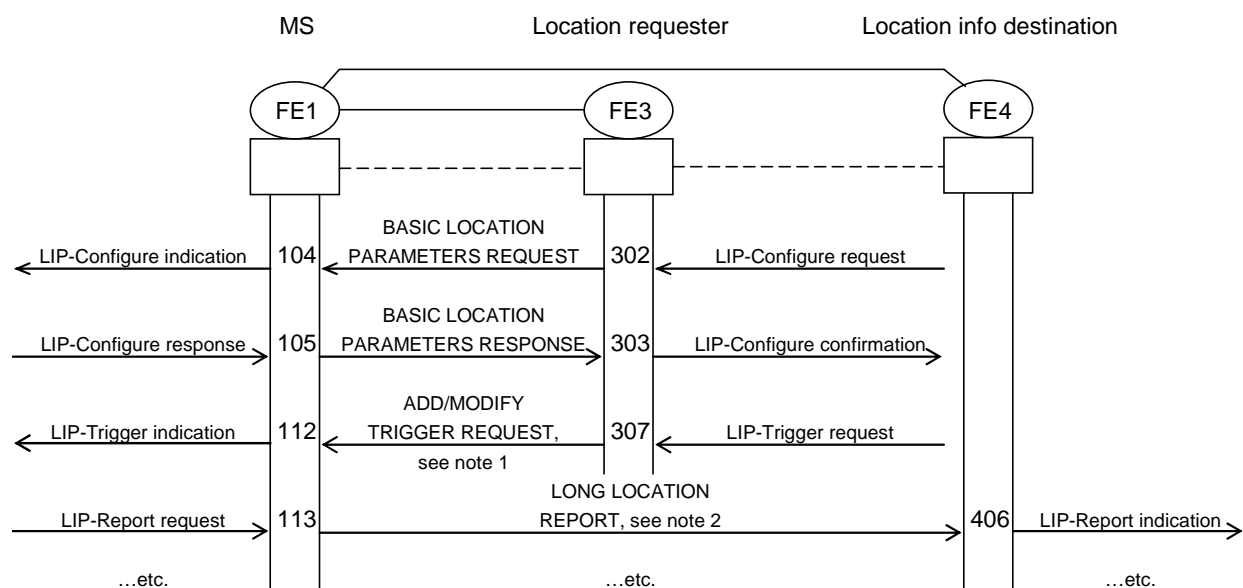 MS Location requester Location info destination
FE1 FE3 FE4
BASIC LOCATION
LIP-Configure indication 104 PARAMETERS REQUEST 302 LIP-Configure request
BASIC LOCATION
LIP-Configure response 105 PARAMETERS RESPONSE 303 LIP-Configure confirmation
ADD/MODIFY
LIP-Trigger indication 112 TRIGGER REQUEST, 307 LIP-Trigger request
see note 1
LONG LOCATION
LIP-Report request 113 REPORT, see note 2 406 LIP-Report indication
...etc. ...etc. ...etc.